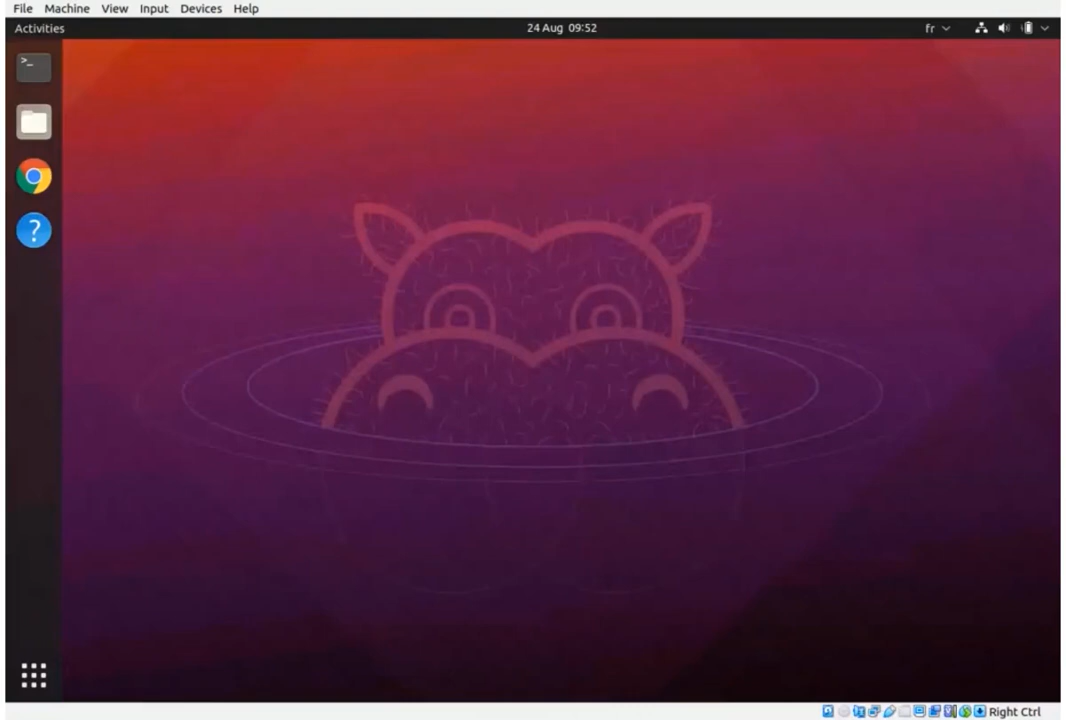 File Machine View Input Devices Help
Activities 24 Aug 09:52 fr
>_
?
Right Ctrl